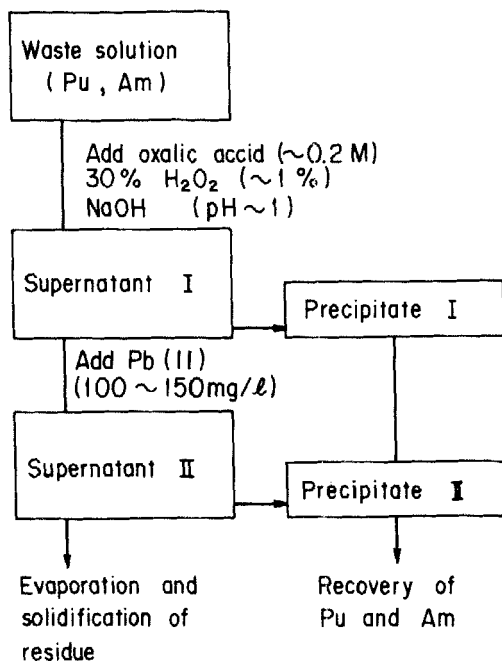 Waste solution
( Pu , Am )
Add oxalic accid (~0.2 M)
30% H₂O₂ (~1 %)
NaOH (pH~1)
Supernatant I
Precipitate I
Add Pb (II)
(100 ~ 150mg/ℓ)
Supernatant II
Precipitate II
Evaporation and
solidification of
residue
Recovery of
Pu and Am